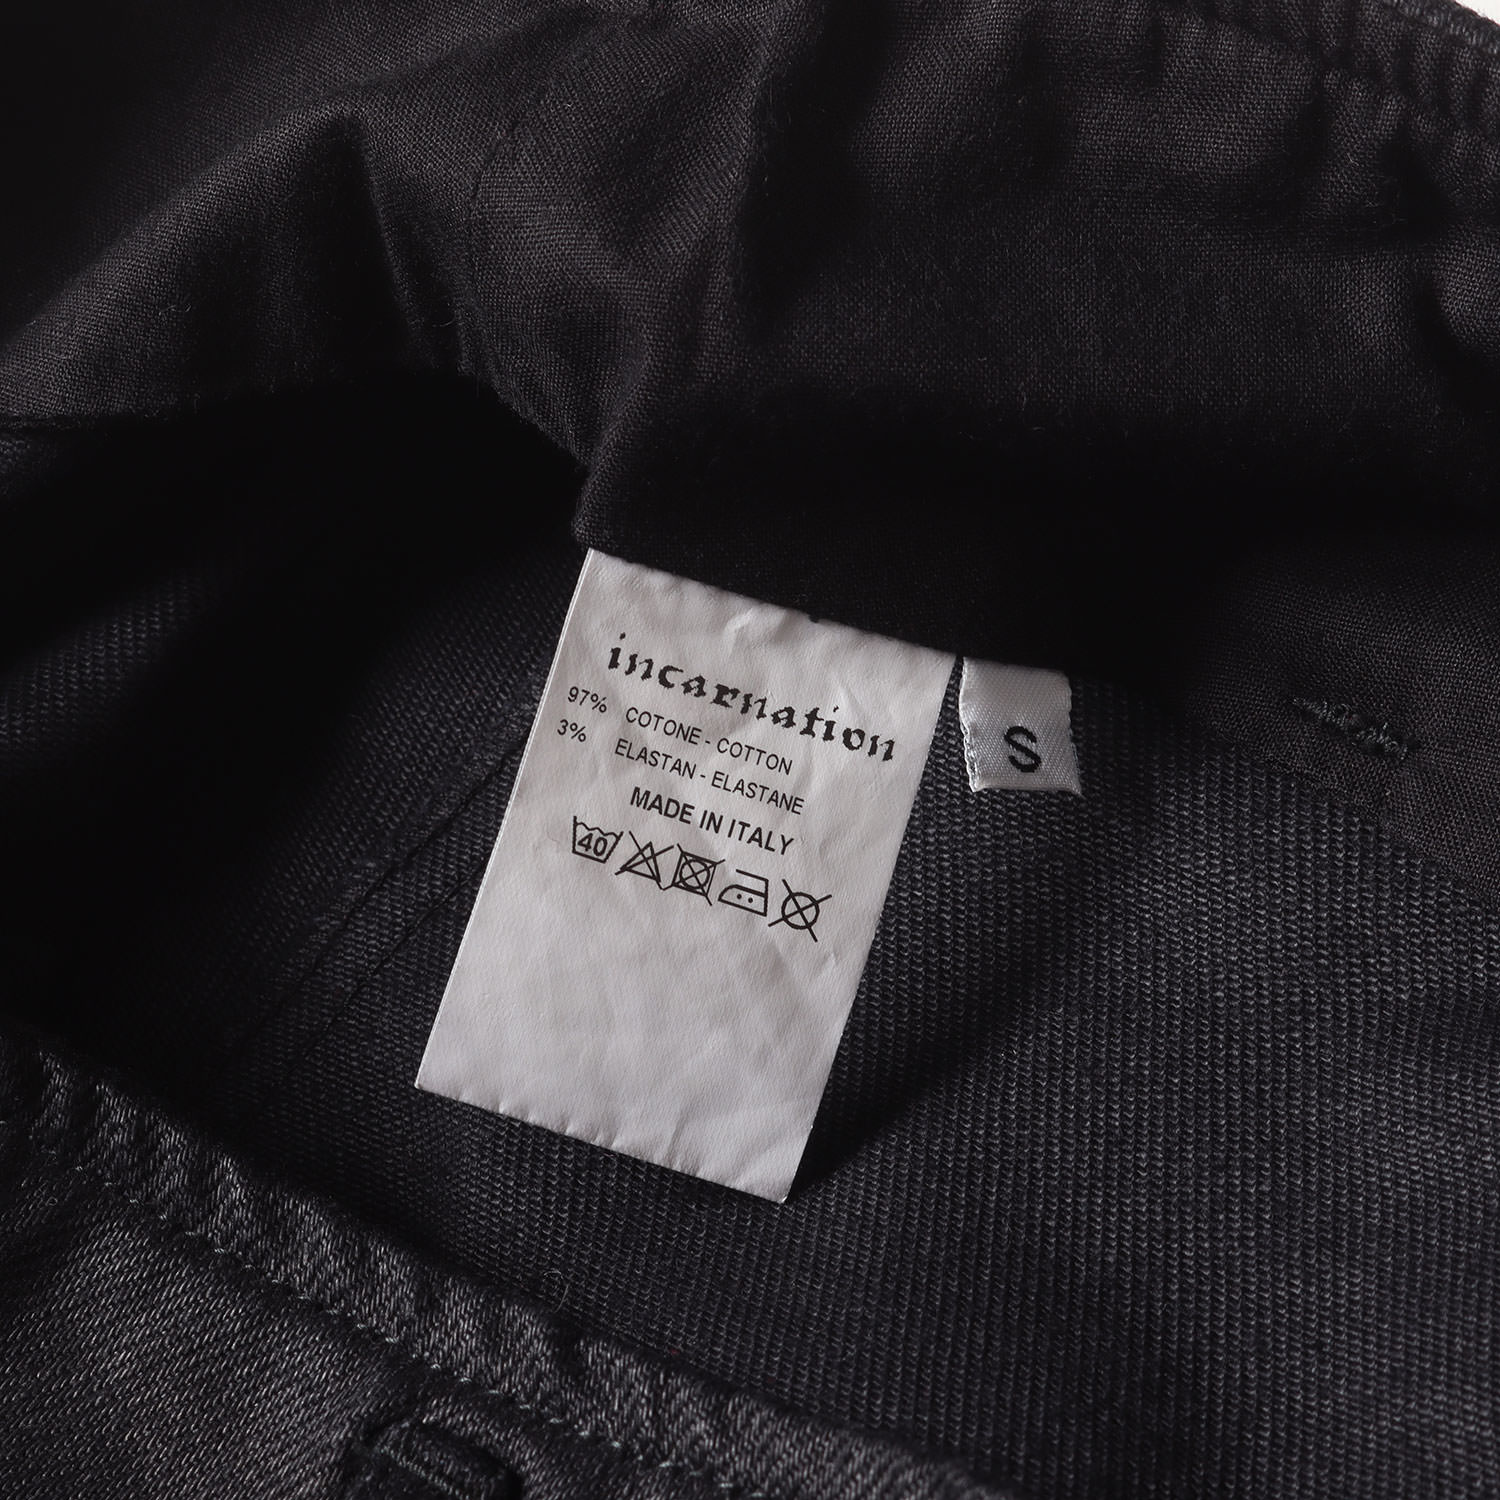 incarnation
97% COTONE - COTTON
3% ELASTAN - ELASTANE
MADE IN ITALY
40
S